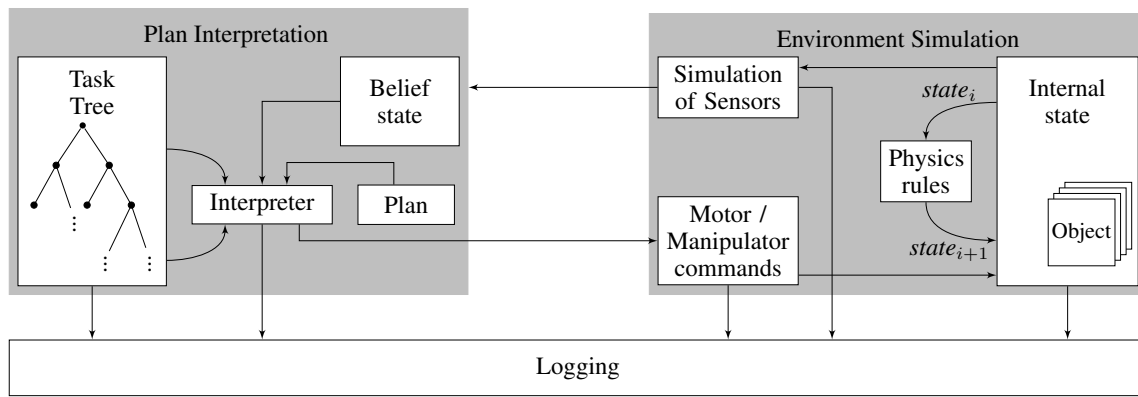 Plan Interpretation
Task
Tree
Belief
state
Interpreter
Plan
Environment Simulation
Simulation
of Sensors
state_i
Internal
state
Physics
rules
Motor /
Manipulator
commands
state_{i+1}
Object
Logging